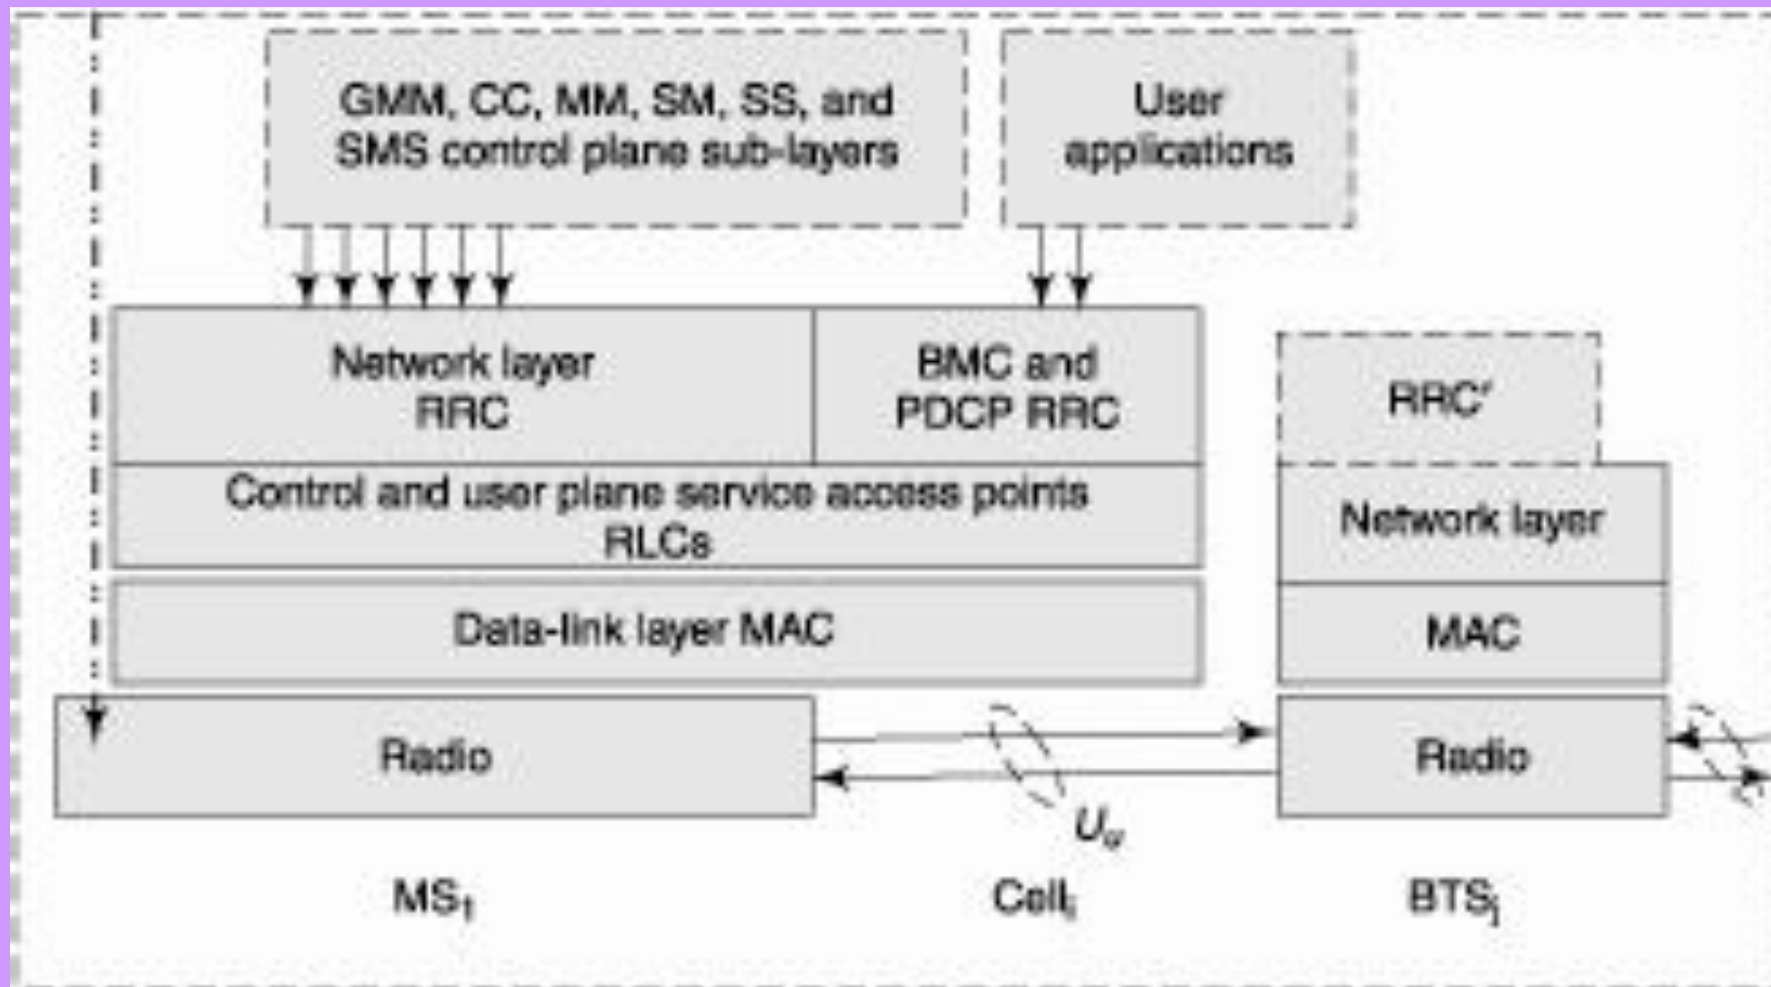 GMM, CC, MM, SM, SS, and
SMS control plane sub-layers
User
applications
Network layer
RRC
BMC and
PDCP RRC
RRC′
Control and user plane service access points
RLCs
Network layer
Data-link layer MAC
MAC
Radio
Radio
Uu
MS1
Celli
BTSj